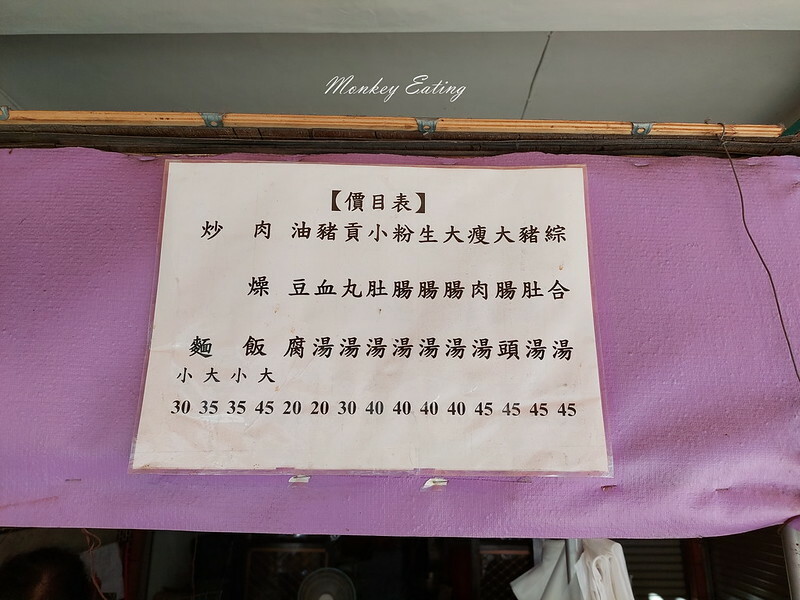 Monkey Eating
【價目表】
炒麵 小 30 大 35
肉燥飯 小 35 大 45
油豆腐 20
豬血湯 20
貢丸湯 30
小肚湯 40
粉腸湯 40
生腸湯 40
大腸湯 40
瘦肉湯 45
大腸頭 45
豬肚湯 45
綜合湯 45